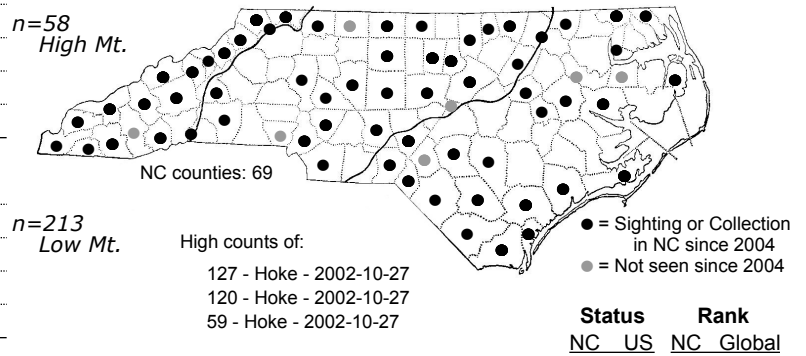 n=58
High Mt.
NC counties: 69
n=213
Low Mt.
High counts of:
127 - Hoke - 2002-10-27
120 - Hoke - 2002-10-27
59 - Hoke - 2002-10-27
= Sighting or Collection
in NC since 2004
= Not seen since 2004
Status Rank
NC US NC Global